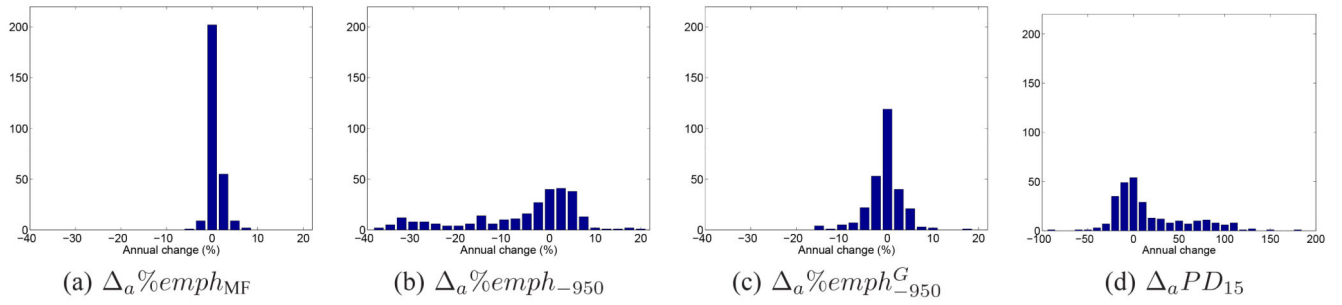 200
150
100
50
0
−40 −30 −20 −10 0 10 20
Annual change (%)
(a) Δₐ%emph_MF
200
150
100
50
0
−40 −30 −20 −10 0 10 20
Annual change (%)
(b) Δₐ%emph₋₉₅₀
200
150
100
50
0
−40 −30 −20 −10 0 10 20
Annual change (%)
(c) Δₐ%emph^G₋₉₅₀
200
150
100
50
0
−100 −50 0 50 100 150 200
Annual change
(d) ΔₐPD₁₅